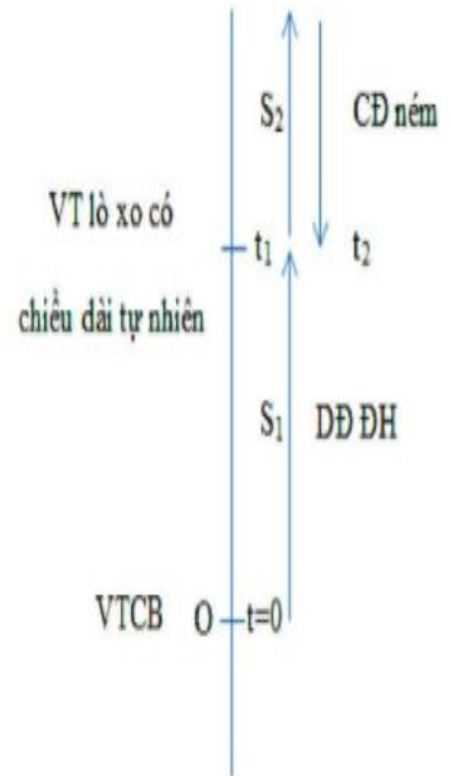 S₂ CĐ ném
VT lò xo có
t₁ t₂
chiều dài tự nhiên
S₁ DĐ ĐH
VTCB O t=0